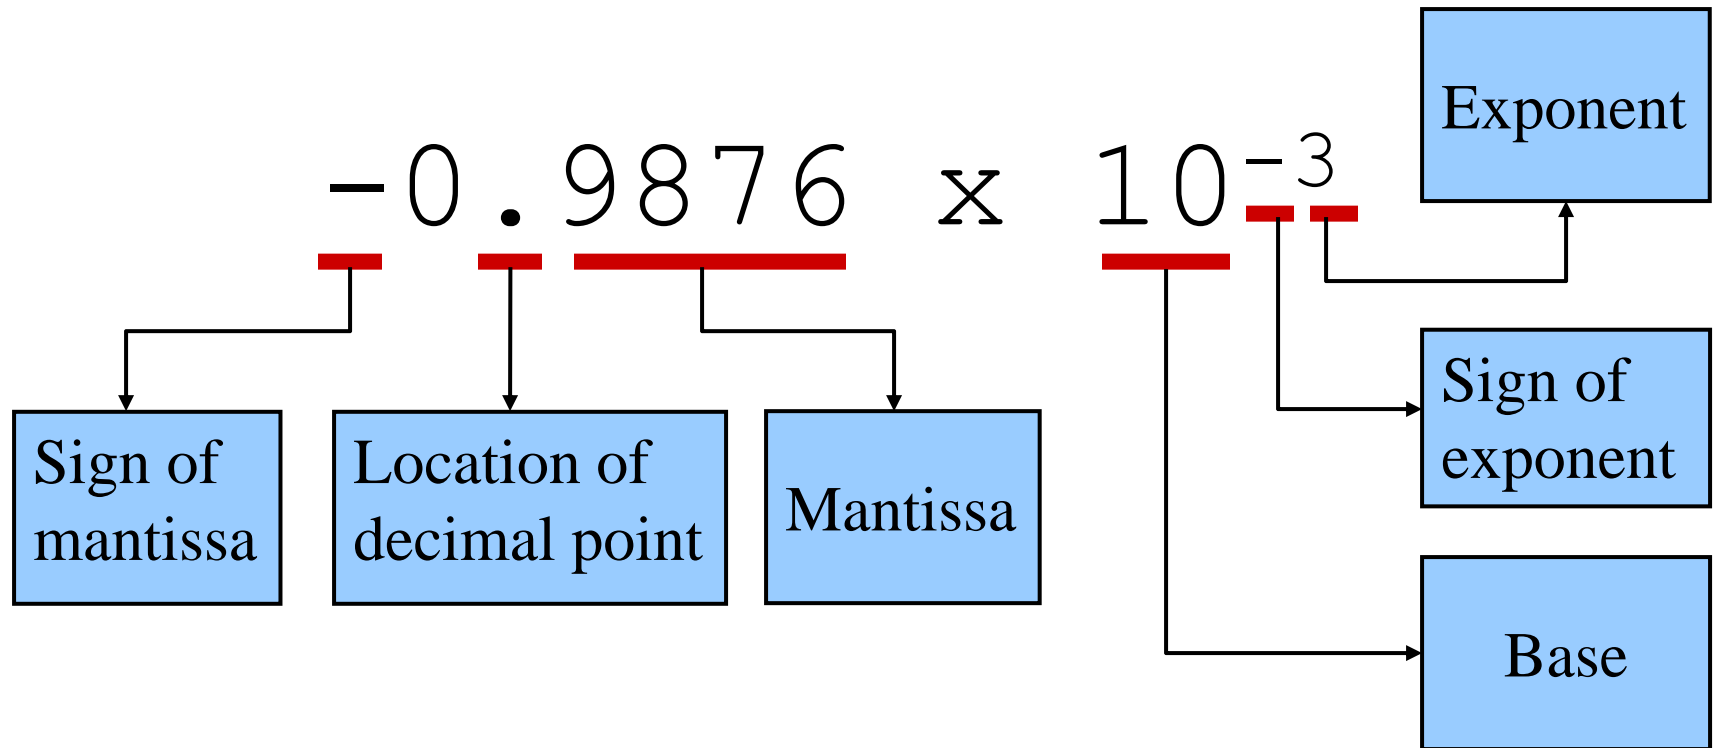 Exponent
-0.9876 x 10-3
Sign of
exponent
Sign of
mantissa
Location of
decimal point
Mantissa
Base